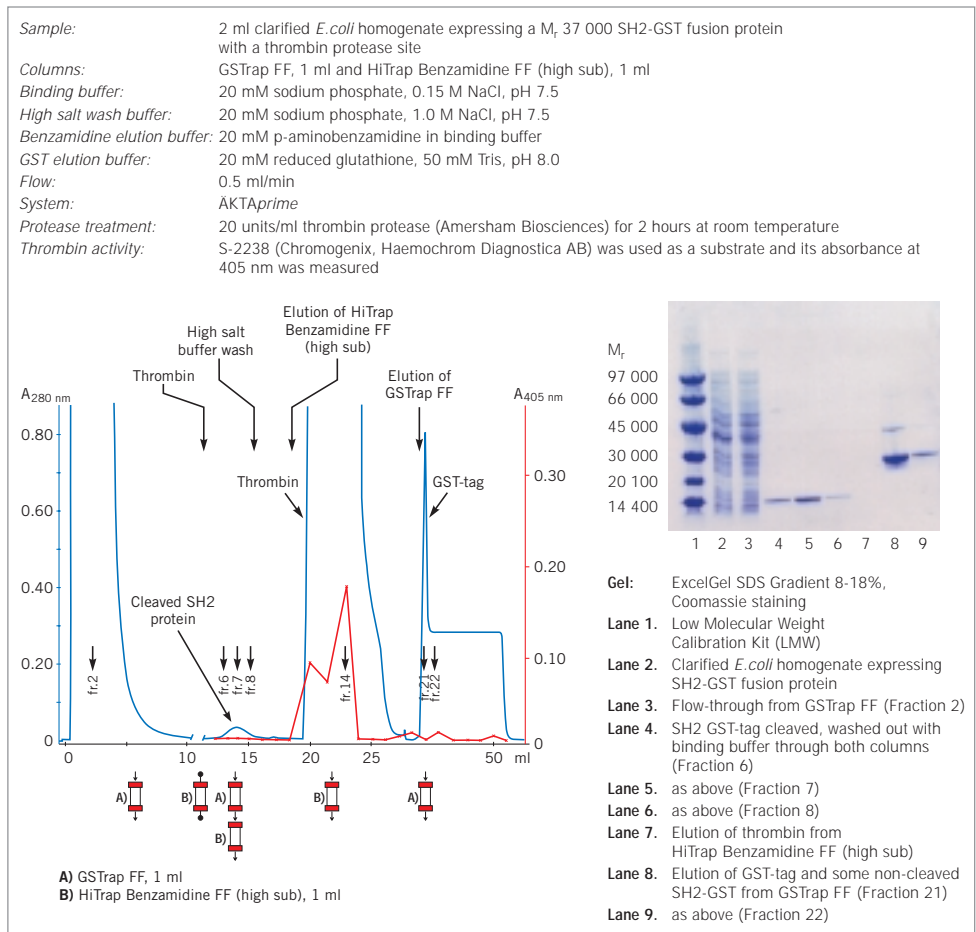 Sample: 2 ml clarified E.coli homogenate expressing a Mr 37 000 SH2-GST fusion protein
with a thrombin protease site
Columns: GSTrap FF, 1 ml and HiTrap Benzamidine FF (high sub), 1 ml
Binding buffer: 20 mM sodium phosphate, 0.15 M NaCl, pH 7.5
High salt wash buffer: 20 mM sodium phosphate, 1.0 M NaCl, pH 7.5
Benzamidine elution buffer: 20 mM p-aminobenzamidine in binding buffer
GST elution buffer: 20 mM reduced glutathione, 50 mM Tris, pH 8.0
Flow: 0.5 ml/min
System: ÄKTAprime
Protease treatment: 20 units/ml thrombin protease (Amersham Biosciences) for 2 hours at room temperature
Thrombin activity: S-2238 (Chromogenix, Haemochrom Diagnostica AB) was used as a substrate and its absorbance at
405 nm was measured
Elution of HiTrap
Benzamidine FF
(high sub)
High salt
buffer wash
Thrombin
Elution of
GSTrap FF
A280 nm
A405 nm
0.80
0.60
0.40
0.20
0
0.30
0.20
0.10
0
Thrombin
GST-tag
Cleaved SH2
protein
fr.2
fr.6
fr.7
fr.8
fr.14
fr.21
fr.22
0 10 15 20 25 50 ml
A) B) A) B) A)
B)
A) GSTrap FF, 1 ml
B) HiTrap Benzamidine FF (high sub), 1 ml
Mr
97 000
66 000
45 000
30 000
20 100
14 400
1 2 3 4 5 6 7 8 9
Gel: ExcelGel SDS Gradient 8-18%,
Coomassie staining
Lane 1. Low Molecular Weight
Calibration Kit (LMW)
Lane 2. Clarified E.coli homogenate expressing
SH2-GST fusion protein
Lane 3. Flow-through from GSTrap FF (Fraction 2)
Lane 4. SH2 GST-tag cleaved, washed out with
binding buffer through both columns
(Fraction 6)
Lane 5. as above (Fraction 7)
Lane 6. as above (Fraction 8)
Lane 7. Elution of thrombin from
HiTrap Benzamidine FF (high sub)
Lane 8. Elution of GST-tag and some non-cleaved
SH2-GST from GSTrap FF (Fraction 21)
Lane 9. as above (Fraction 22)